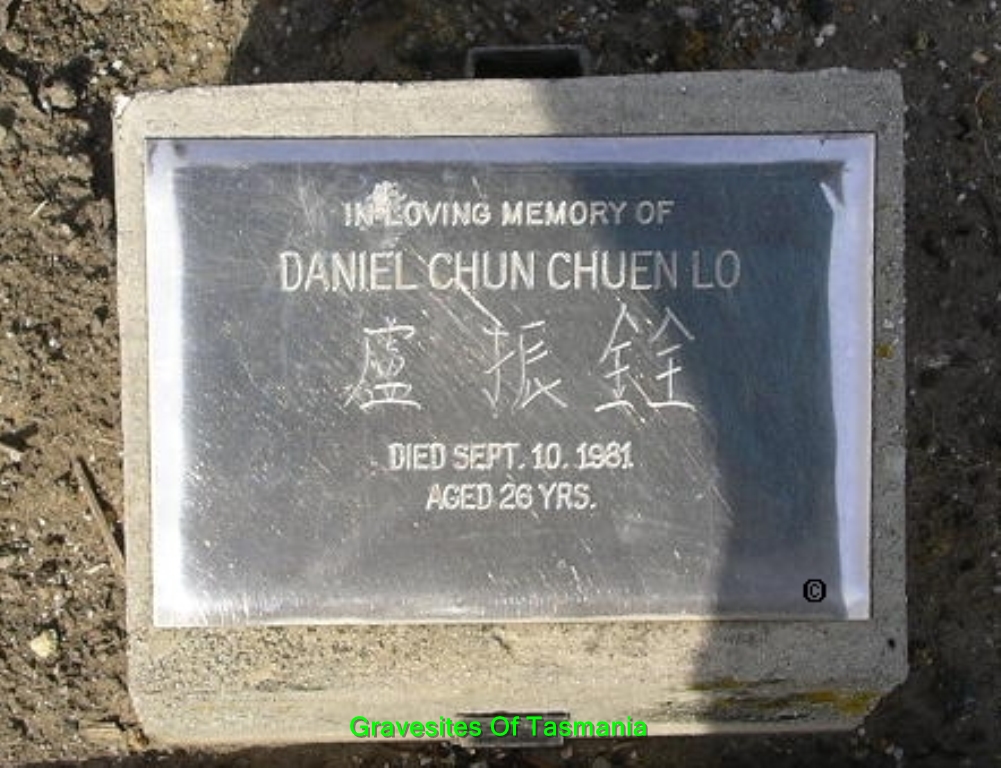 IN LOVING MEMORY OF
DANIEL CHUN CHUEN LO
盧 振 銓
DIED SEPT. 10. 1981
AGED 26 YRS.
©
Gravesites Of Tasmania